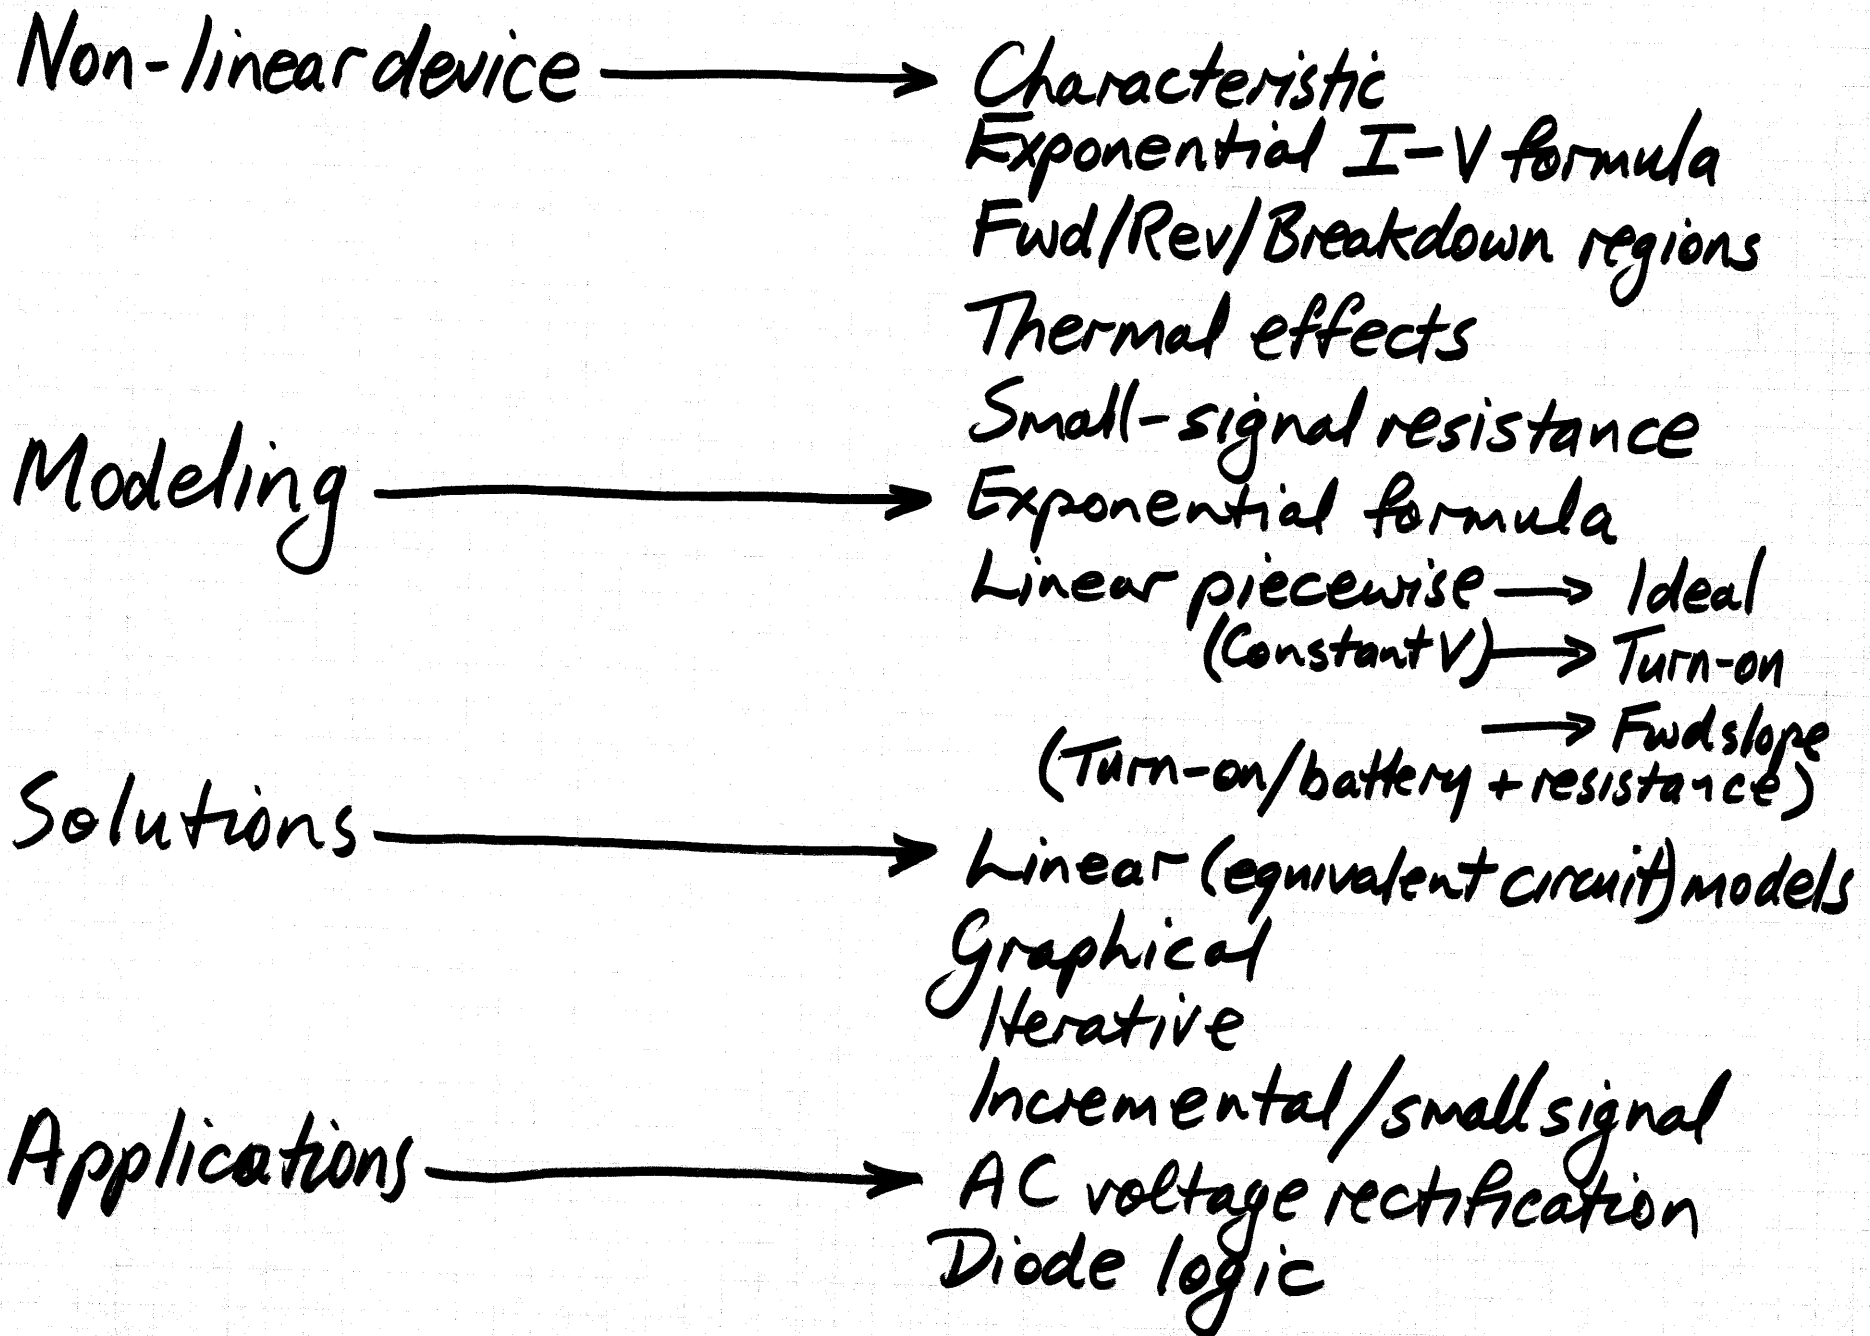 Non-linear device → Characteristic
Exponential I-V formula
Fwd/Rev/Breakdown regions
Thermal effects
Small-signal resistance
Modeling → Exponential formula
Linear piecewise → Ideal
(Constant V) → Turn-on
→ Fwd slope
(Turn-on/battery + resistance)
Solutions → Linear (equivalent circuit) models
Graphical
Iterative
Incremental/small signal
Applications → AC voltage rectification
Diode logic